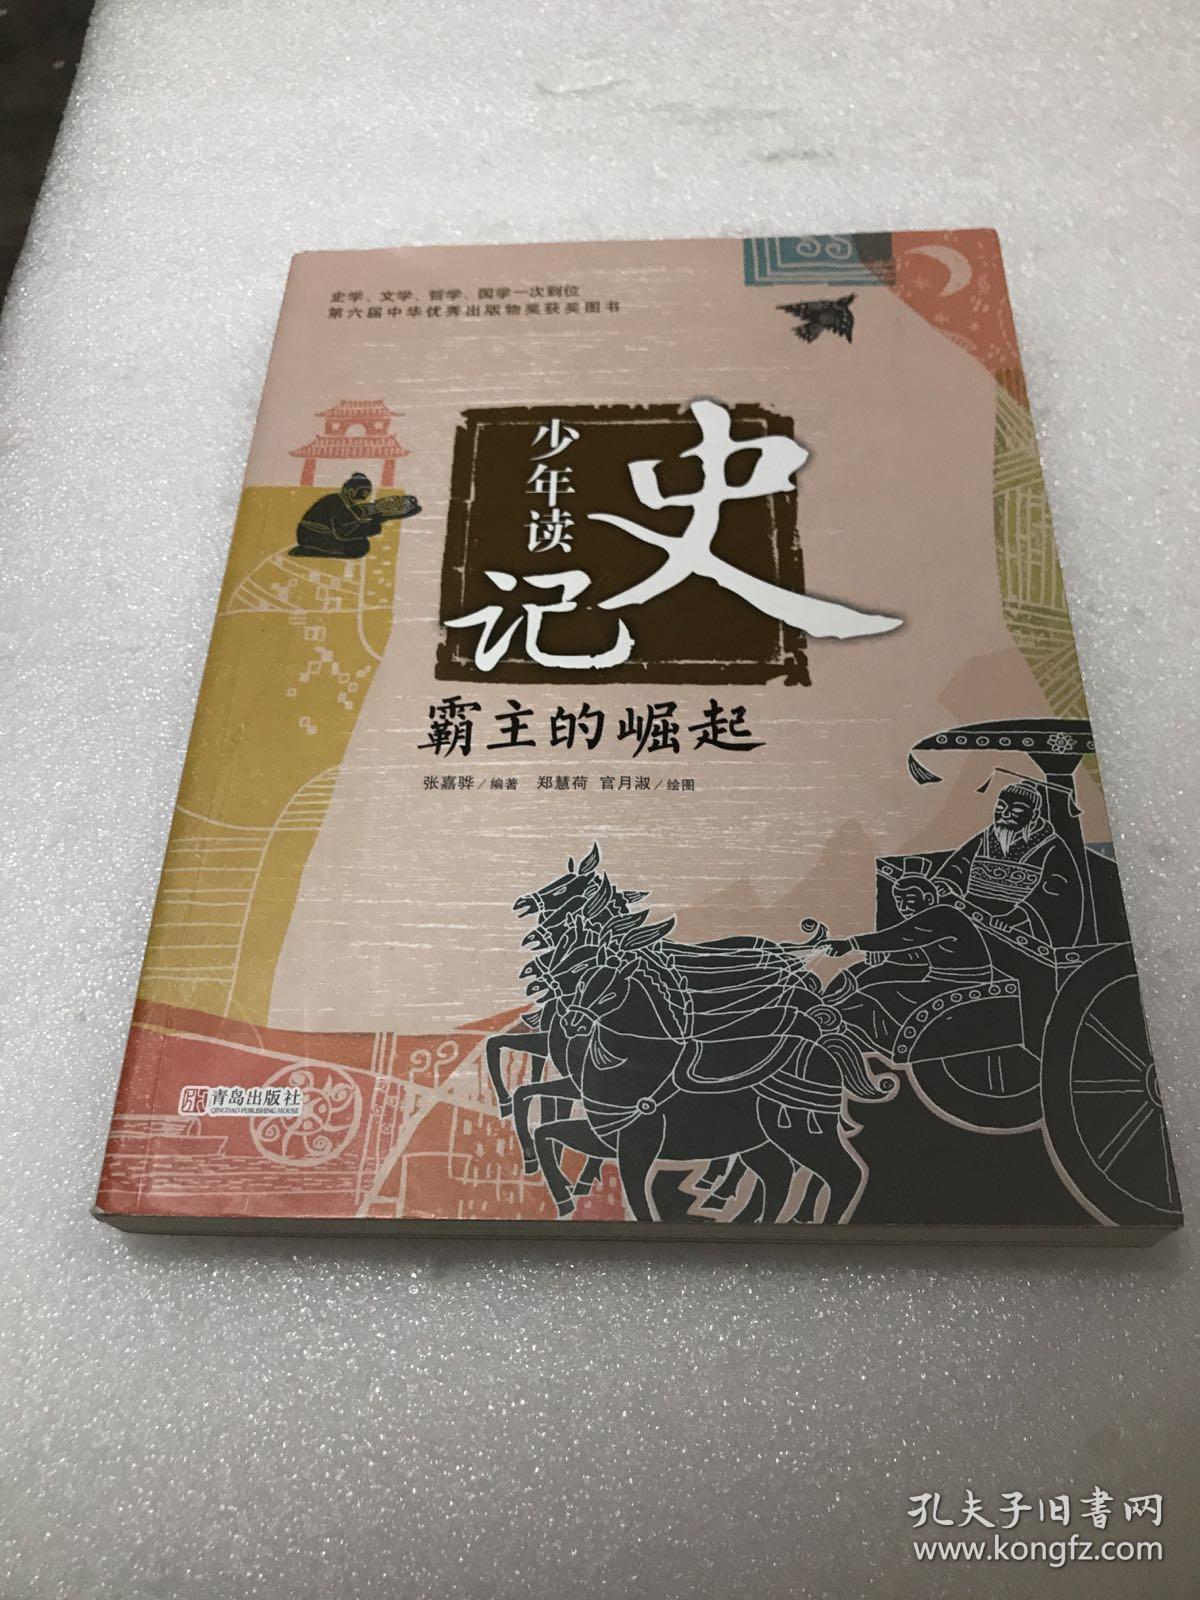 史学、文学、哲学、国学一次到位
第六届中华优秀出版物奖获奖图书
少年读
史记
霸主的崛起
张嘉骅/编著 郑慧荷 官月淑/绘图
青岛出版社
QINGDAO PUBLISHING HOUSE
孔夫子旧书网
www.kongfz.com